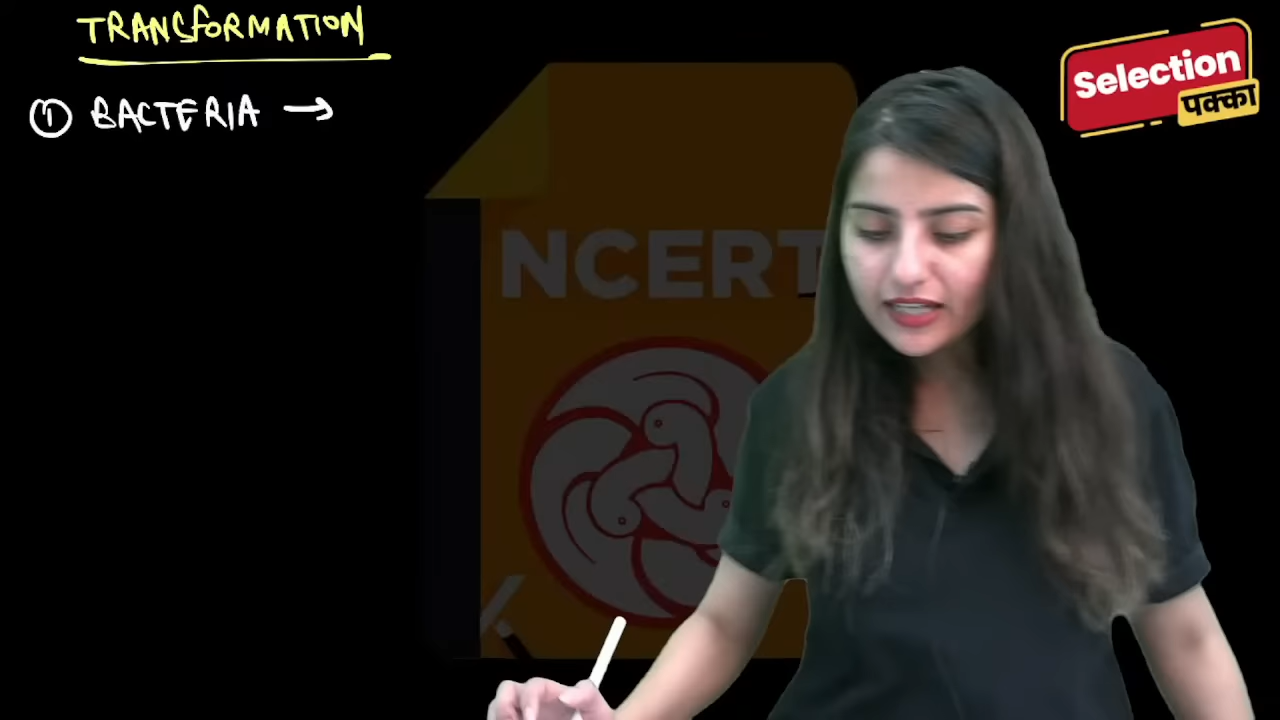 TRANSFORMATION
① BACTERIA →
Selection
पक्का
NCERT